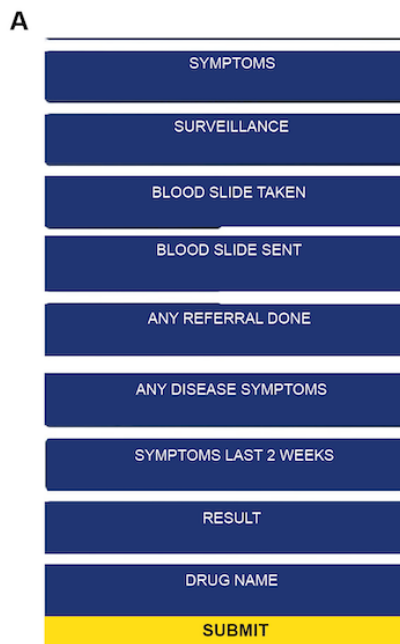 A
SYMPTOMS
SURVEILLANCE
BLOOD SLIDE TAKEN
BLOOD SLIDE SENT
ANY REFERRAL DONE
ANY DISEASE SYMPTOMS
SYMPTOMS LAST 2 WEEKS
RESULT
DRUG NAME
SUBMIT